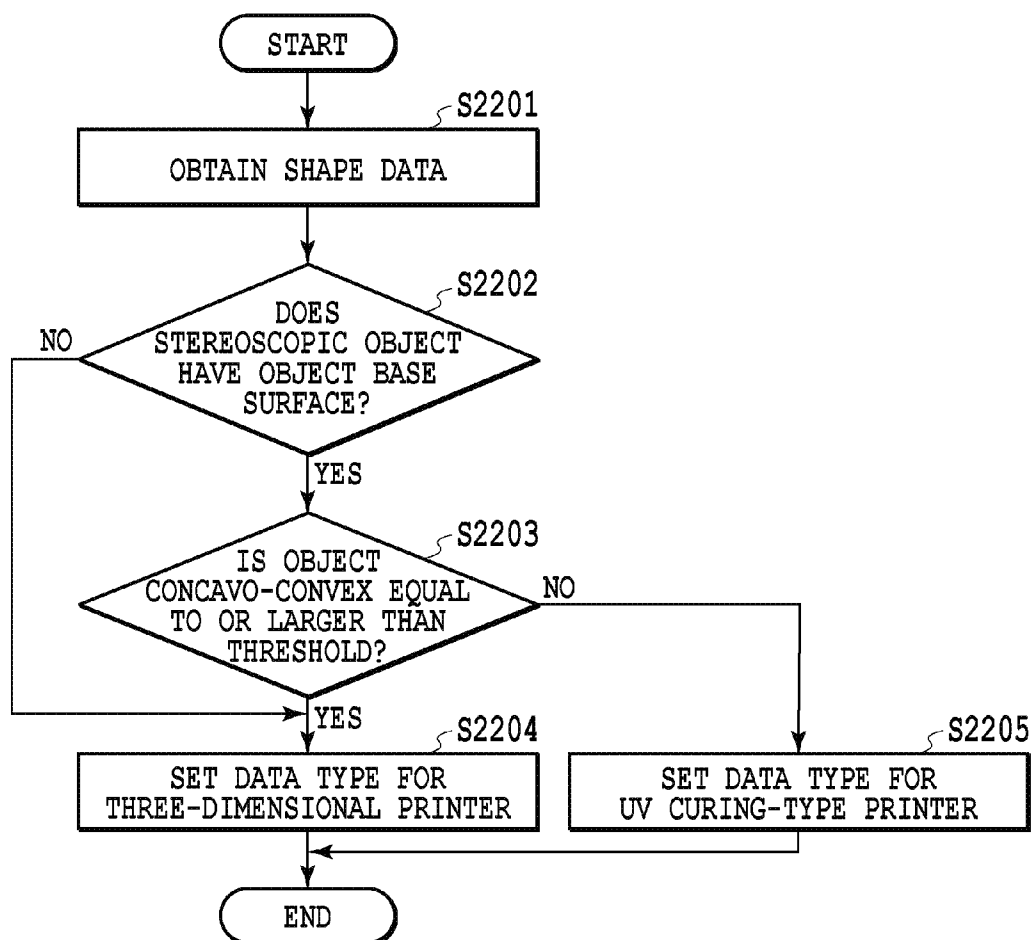 START
S2201
OBTAIN SHAPE DATA
S2202
DOES
STEREOSCOPIC OBJECT
HAVE OBJECT BASE
SURFACE?
NO
YES
S2203
IS OBJECT
CONCAVO-CONVEX EQUAL
TO OR LARGER THAN
THRESHOLD?
NO
YES
S2204
SET DATA TYPE FOR
THREE-DIMENSIONAL PRINTER
S2205
SET DATA TYPE FOR
UV CURING-TYPE PRINTER
END